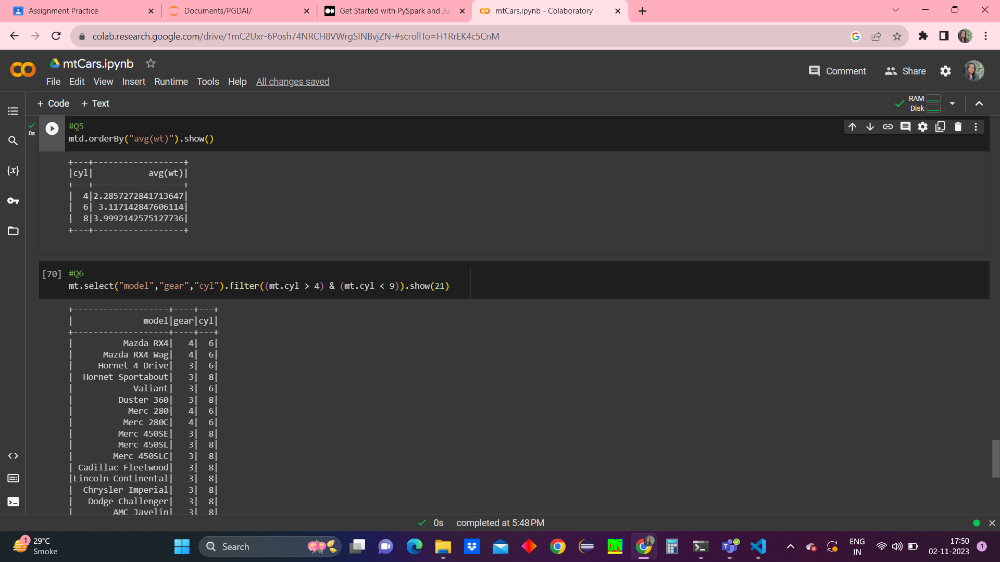 Assignment Practice
Documents/PGDAI/
Get Started with PySpark and Ju
mtCars.ipynb - Colaboratory
colab.research.google.com/drive/1mC2Uxr-6Posh74NRCH8VWrgSINBvjZN-#scrollTo=H1RrEK4c5CnM
mtCars.ipynb
Comment
Share
File Edit View Insert Runtime Tools Help All changes saved
+ Code + Text
RAM
Disk
0s
#Q5
mtd.orderBy("avg(wt)").show()
+---+------------------+
|cyl|           avg(wt)|
+---+------------------+
|  4|2.2857272841713647|
|  6| 3.117142847606114|
|  8|3.9992142575127736|
+---+------------------+
[70] #Q6
mt.select("model","gear","cyl").filter((mt.cyl > 4) & (mt.cyl < 9)).show(21)
+-------------------+----+---+
|              model|gear|cyl|
+-------------------+----+---+
|          Mazda RX4|   4|  6|
|      Mazda RX4 Wag|   4|  6|
|     Hornet 4 Drive|   3|  6|
|  Hornet Sportabout|   3|  8|
|            Valiant|   3|  6|
|         Duster 360|   3|  8|
|           Merc 280|   4|  6|
|          Merc 280C|   4|  6|
|         Merc 450SE|   3|  8|
|         Merc 450SL|   3|  8|
|        Merc 450SLC|   3|  8|
| Cadillac Fleetwood|   3|  8|
|Lincoln Continental|   3|  8|
|  Chrysler Imperial|   3|  8|
|   Dodge Challenger|   3|  8|
|        AMC Javelin|   3|  8|
0s completed at 5:48 PM
1
29°C
Smoke
Search
ENG
IN
17:50
02-11-2023
1